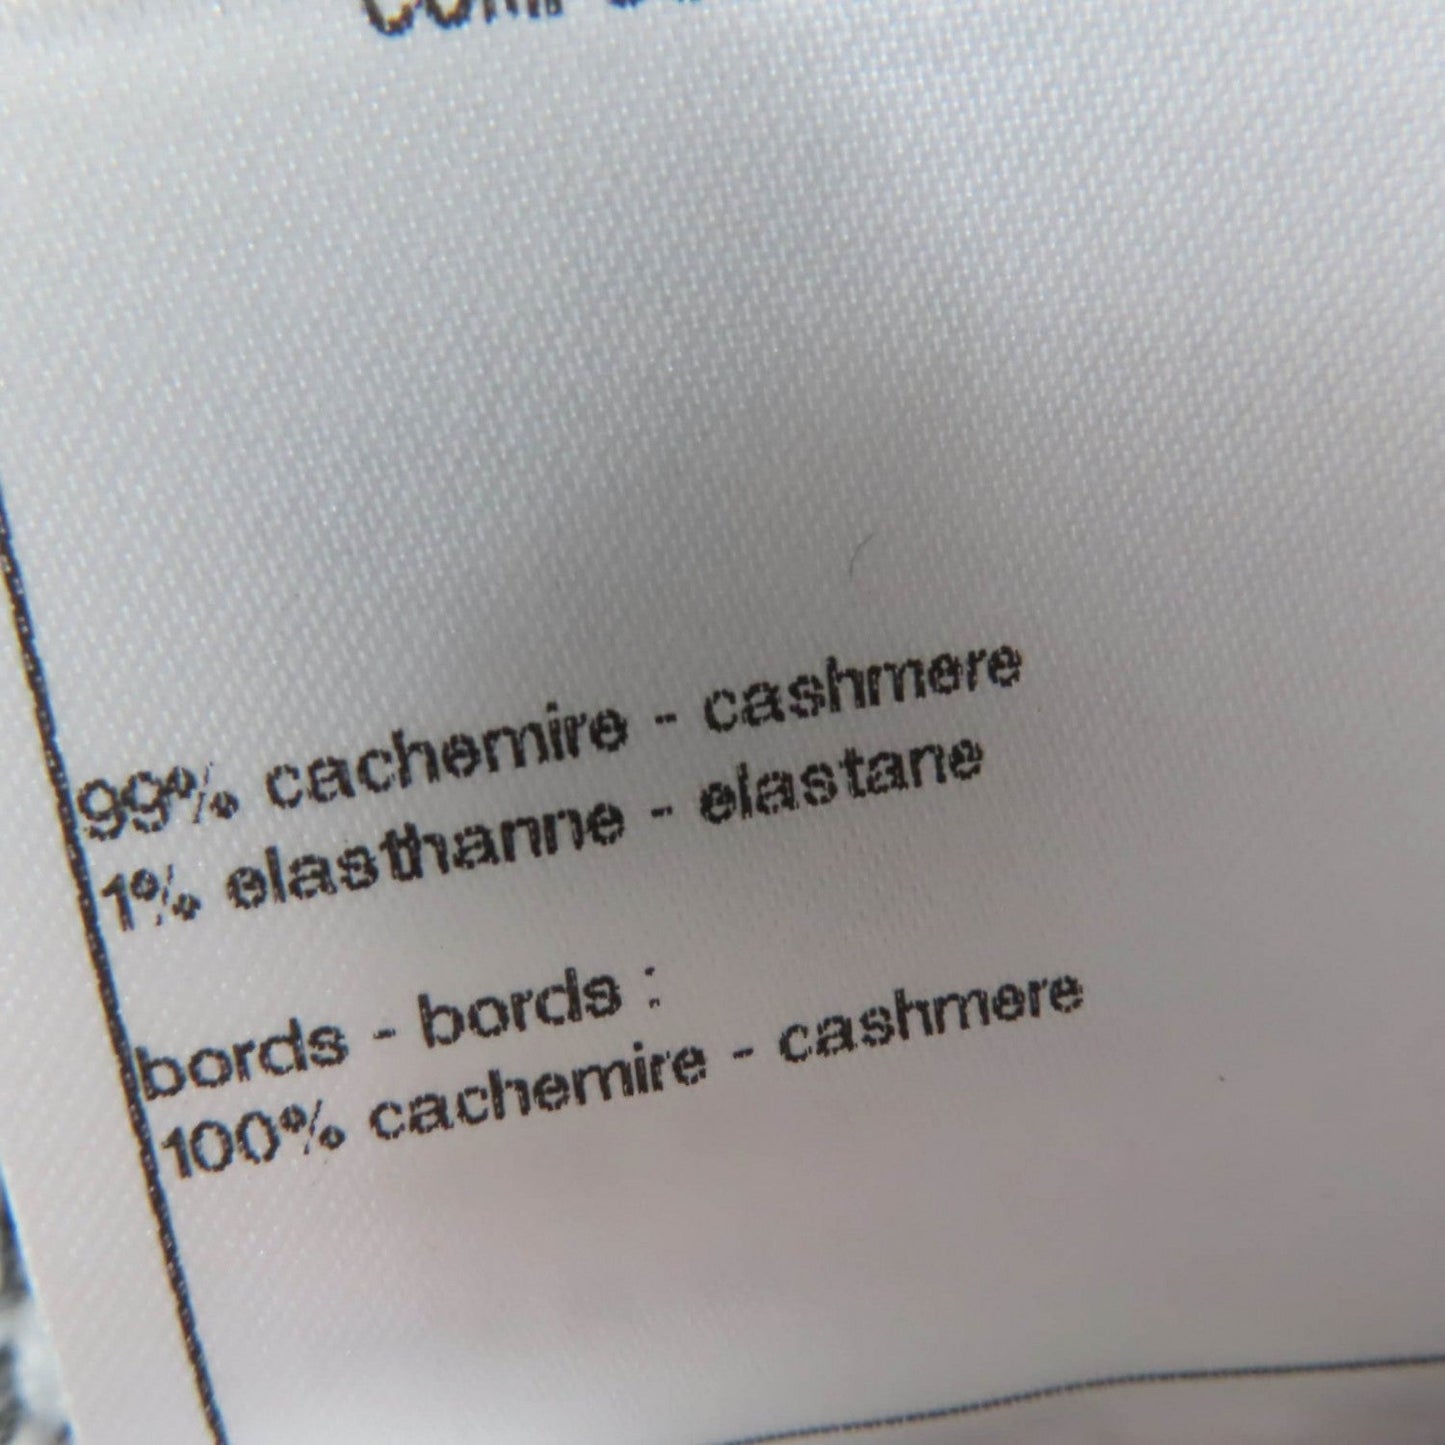 99% cachemire - cashmere
1% elasthanne - elastane
bords - bords :
100% cachemire - cashmere